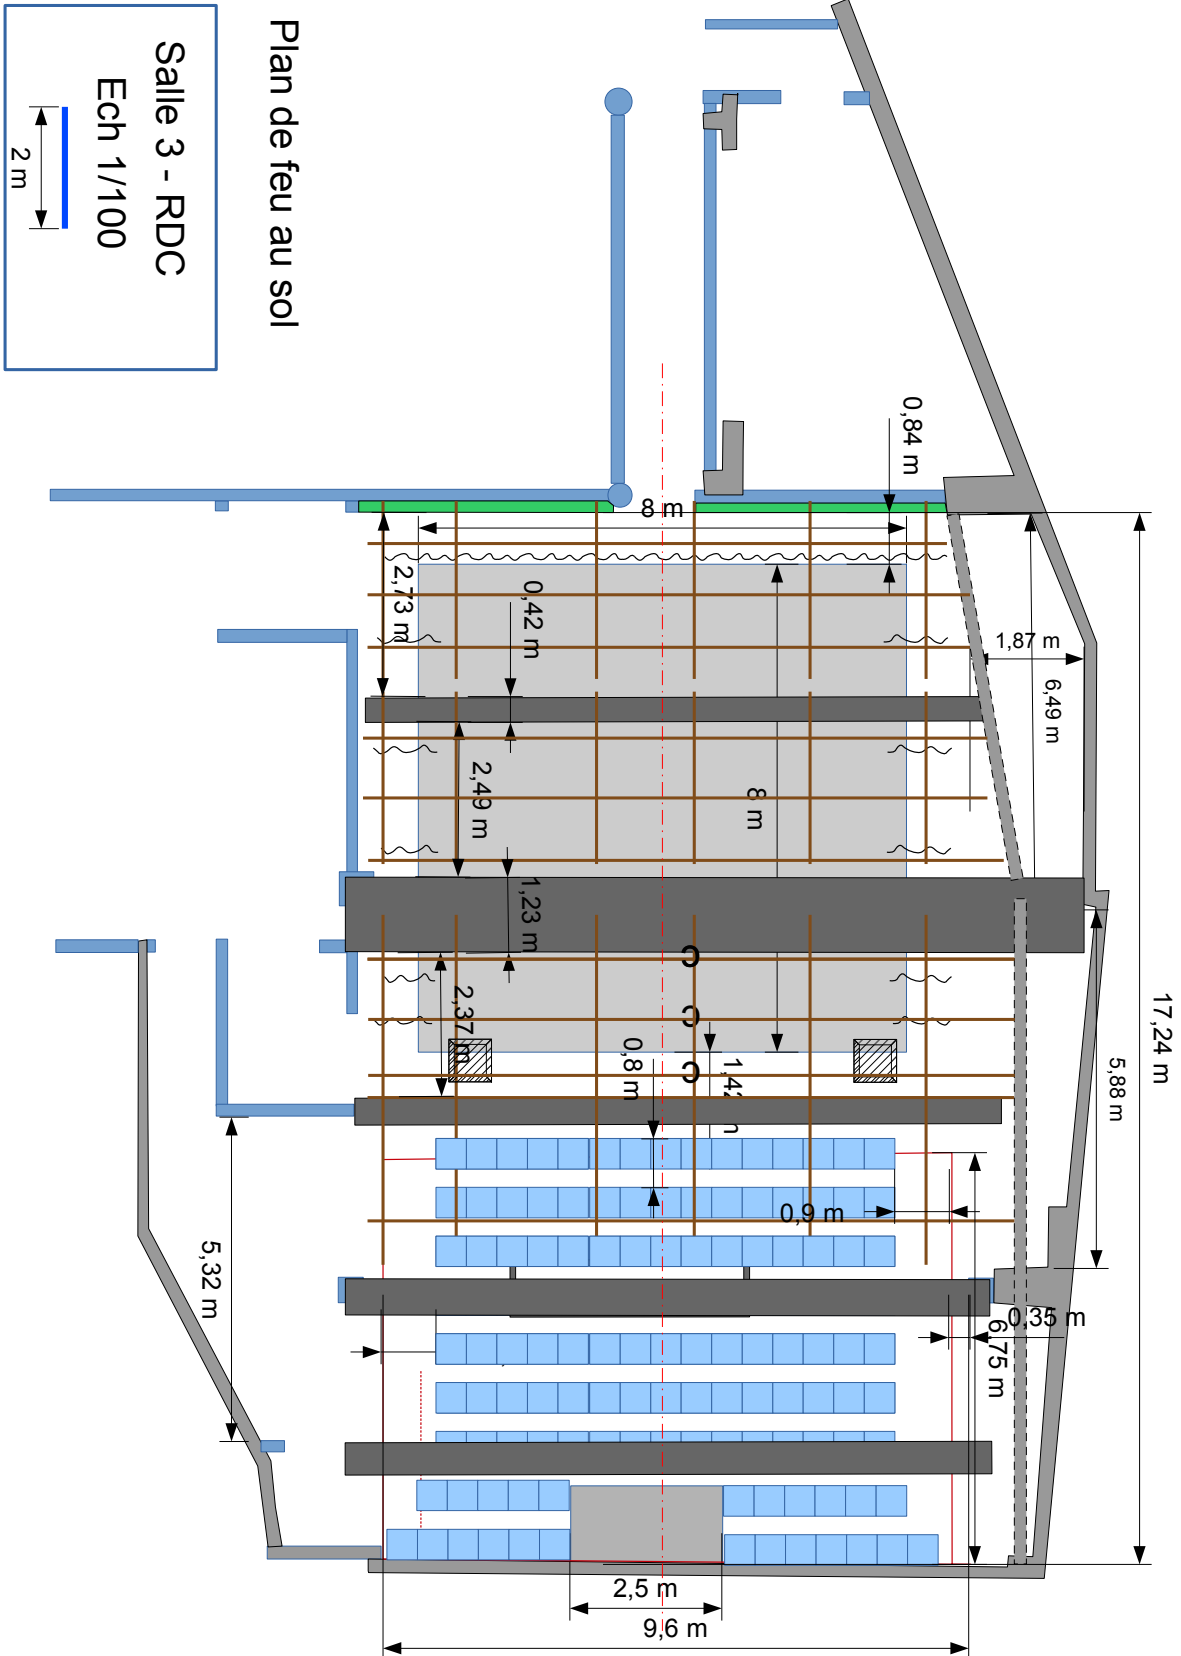 Plan de feu au sol
Salle 3 - RDC
Ech 1/100
2 m
0,84 m
8 m
2,73 m
0,42 m
1,87 m
6,49 m
2,49 m
8 m
1,23 m
17,24 m
2,37 m
0,8 m
1,42 m
5,88 m
0,9 m
5,32 m
0,35 m
6,75 m
2,5 m
9,6 m